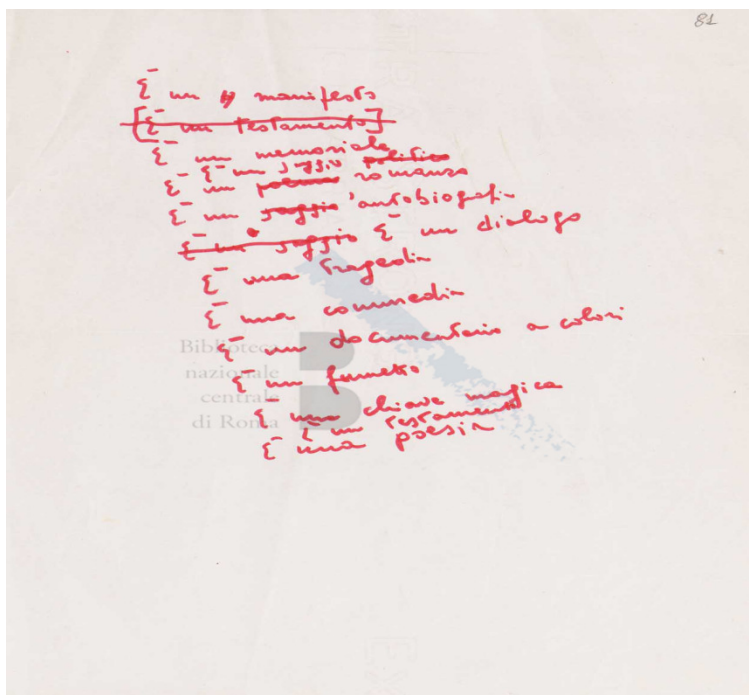 81
È un manifesto
[È un testamento]
È un memoriale
È un saggio politico
È un poema romanzo
È un saggio autobiografia
È un saggio È un dialogo
È una tragedia
È una commedia
È un documentario a colori
È un fumetto
È una chiave magica
È un testamento
È una poesia
Biblioteca
nazionale
centrale
di Roma
B